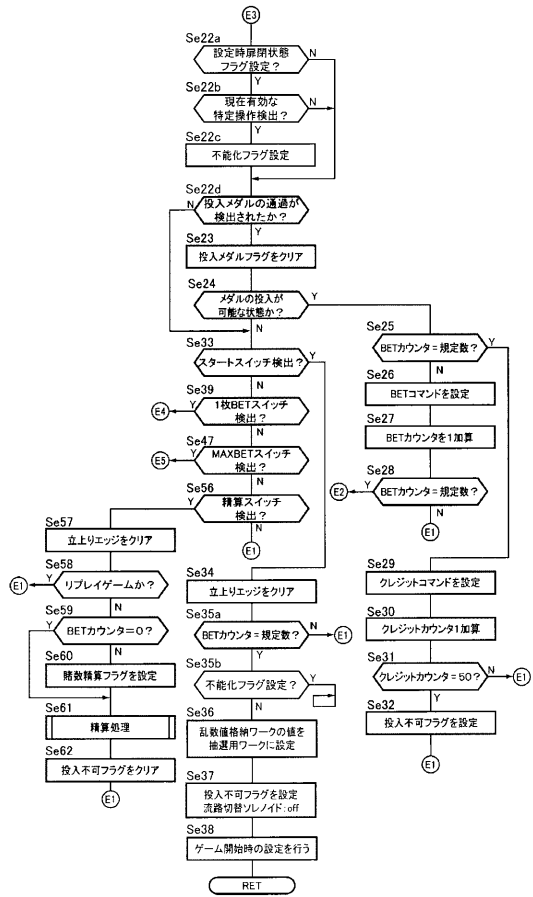 E3
Se22a
設定時扉閉状態
フラグ設定?
N
Y
Se22b
現在有効な
特定操作検出?
N
Y
Se22c
不能化フラグ設定
Se22d
投入メダルの通過が
検出されたか?
N
Y
Se23
投入メダルフラグをクリア
Se24
メダルの投入が
可能な状態か?
Y
N
Se25
BETカウンタ=規定数?
Y
N
Se26
BETコマンドを設定
Se27
BETカウンタを1加算
Se28
BETカウンタ=規定数?
Y
E2
N
E1
Se29
クレジットコマンドを設定
Se30
クレジットカウンタ1加算
Se31
クレジットカウンタ=50?
N
E1
Y
Se32
投入不可フラグを設定
E1
Se33
スタートスイッチ検出?
Y
N
Se39
1枚BETスイッチ
検出?
Y
E4
N
Se47
MAXBETスイッチ
検出?
Y
E5
N
Se56
精算スイッチ
検出?
Y
N
E1
Se57
立上りエッジをクリア
Se58
リプレイゲームか?
Y
E1
N
Se59
BETカウンタ=0?
Y
N
Se60
賭数精算フラグを設定
Se61
精算処理
Se62
投入不可フラグをクリア
E1
Se34
立上りエッジをクリア
Se35a
BETカウンタ=規定数?
N
E1
Y
Se35b
不能化フラグ設定?
Y
N
Se36
乱数値格納ワークの値を
抽選用ワークに設定
Se37
投入不可フラグを設定
流路切替ソレノイド:off
Se38
ゲーム開始時の設定を行う
RET